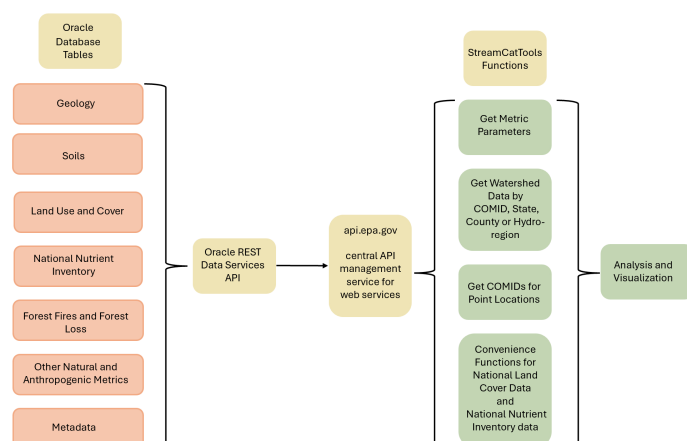 Oracle
Database
Tables
Geology
Soils
Land Use and Cover
National Nutrient
Inventory
Forest Fires and Forest
Loss
Other Natural and
Anthropogenic Metrics
Metadata
Oracle REST
Data Services
API
api.epa.gov
central API
management
service for
web services
StreamCatTools
Functions
Get Metric
Parameters
Get Watershed
Data by
COMID, State,
County or Hydro-
region
Get COMIDs for
Point Locations
Convenience
Functions for
National Land
Cover Data
and
National Nutrient
Inventory data
Analysis and
Visualization